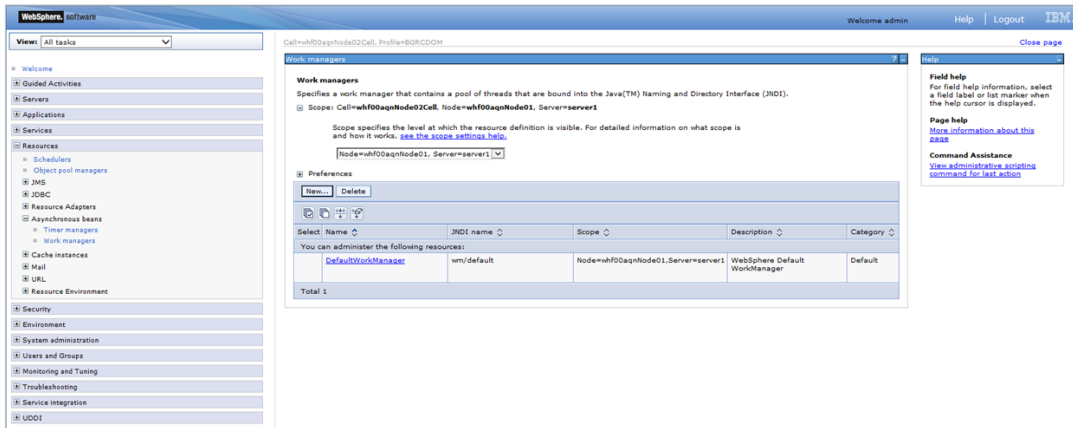 WebSphere. software
Welcome admin
Help | Logout
IBM.
View: All tasks
Cell=whf00aqnNode02Cell, Profile=BORCDOM
Close page
Welcome
Guided Activities
Servers
Applications
Services
Resources
Schedulers
Object pool managers
JMS
JDBC
Resource Adapters
Asynchronous beans
Timer managers
Work managers
Cache instances
Mail
URL
Resource Environment
Security
Environment
System administration
Users and Groups
Monitoring and Tuning
Troubleshooting
Service integration
UDDI
Work managers
? -
Work managers
Specifies a work manager that contains a pool of threads that are bound into the Java(TM) Naming and Directory Interface (JNDI).
Scope: Cell=whf00aqnNode02Cell, Node=whf00aqnNode01, Server=server1
Scope specifies the level at which the resource definition is visible. For detailed information on what scope is
and how it works, see the scope settings help.
Node=whf00aqnNode01, Server=server1
Preferences
New... Delete
Select Name JNDI name Scope Description Category
You can administer the following resources:
DefaultWorkManager wm/default Node=whf00aqnNode01,Server=server1 WebSphere Default Default
WorkManager
Total 1
Help -
Field help
For field help information, select
a field label or list marker when
the help cursor is displayed.
Page help
More information about this
page
Command Assistance
View administrative scripting
command for last action